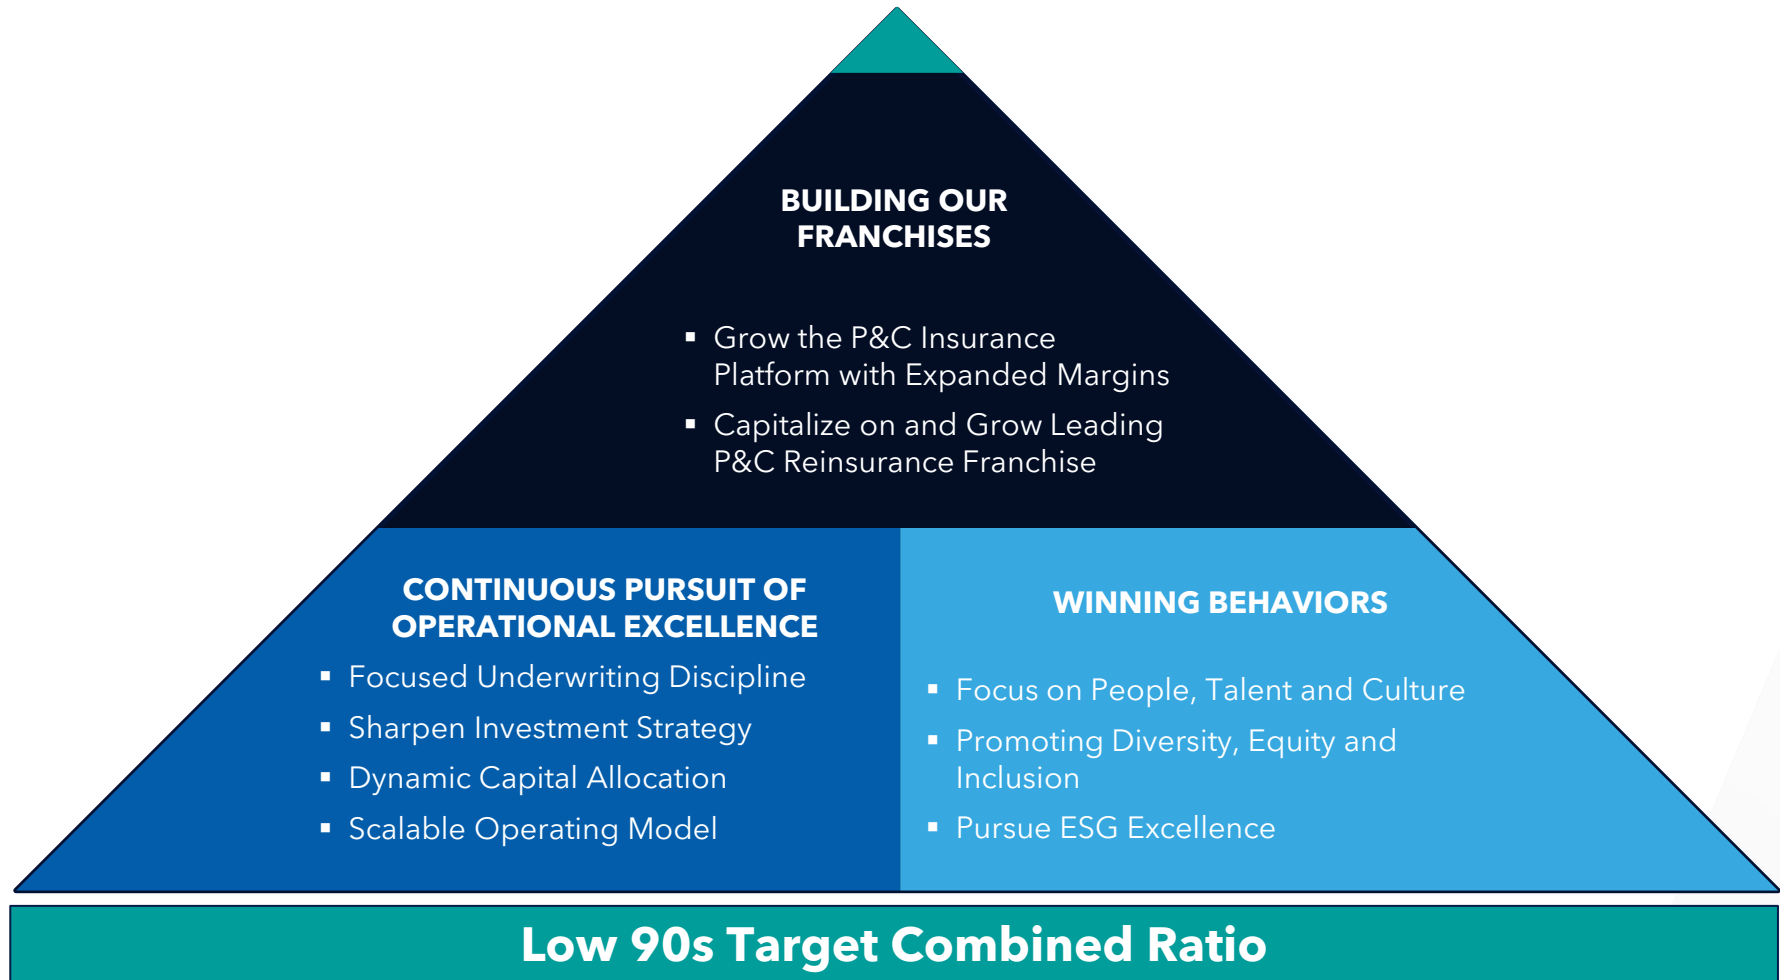 BUILDING OUR
FRANCHISES
▪ Grow the P&C Insurance
Platform with Expanded Margins
▪ Capitalize on and Grow Leading
P&C Reinsurance Franchise
CONTINUOUS PURSUIT OF
OPERATIONAL EXCELLENCE
▪ Focused Underwriting Discipline
▪ Sharpen Investment Strategy
▪ Dynamic Capital Allocation
▪ Scalable Operating Model
WINNING BEHAVIORS
▪ Focus on People, Talent and Culture
▪ Promoting Diversity, Equity and
Inclusion
▪ Pursue ESG Excellence
Low 90s Target Combined Ratio